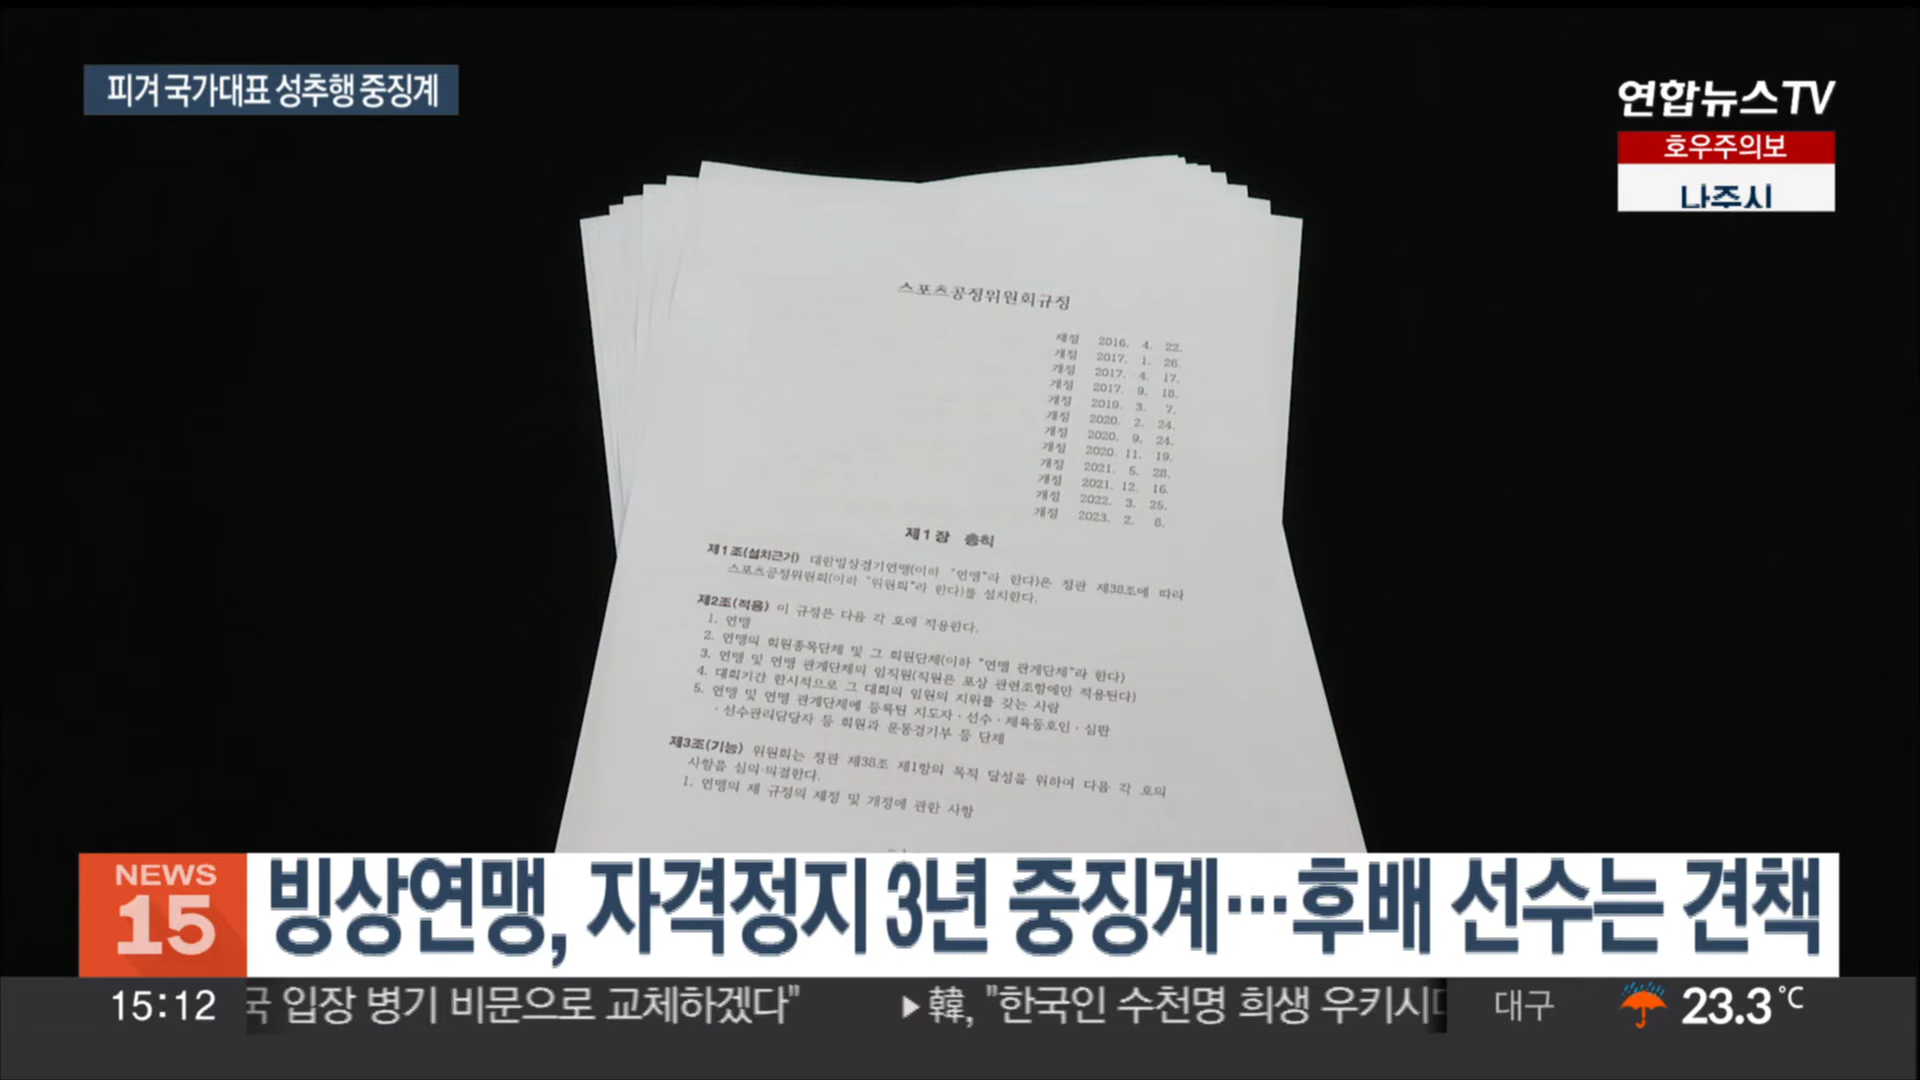 피겨 국가대표 성추행 중징계
연합뉴스TV
호우주의보
나주시
스포츠공정위원회규정
제정 2016. 4. 22.
개정 2017. 1. 26.
개정 2017. 4. 17.
개정 2017. 9. 18.
개정 2019. 3. 7.
개정 2020. 2. 24.
개정 2020. 9. 24.
개정 2020. 11. 19.
개정 2021. 5. 28.
개정 2021. 12. 16.
개정 2022. 3. 25.
개정 2023. 2. 8.
제1장 총칙
제1조(설치근거) 대한빙상경기연맹(이하 “연맹”라 한다)은 정관 제38조에 따라
스포츠공정위원회(이하 “위원회”라 한다)를 설치한다.
제2조(적용) 이 규정은 다음 각 호에 적용한다.
1. 연맹
2. 연맹의 회원종목단체 및 그 회원단체(이하 “연맹 관계단체”라 한다)
3. 연맹 및 연맹 관계단체의 임직원(직원은 포상 관련조항에만 적용된다)
4. 대회기간 한시적으로 그 대회의 임원의 지위를 갖는 사람
5. 연맹 및 연맹 관계단체에 등록된 지도자·선수·체육동호인·심판
·선수관리담당자 등 회원과 운동경기부 등 단체
제3조(기능) 위원회는 정관 제38조 제1항의 목적 달성을 위하여 다음 각 호의
사항을 심의·의결한다.
1. 연맹의 제 규정의 제정 및 개정에 관한 사항
NEWS
15
빙상연맹, 자격정지 3년 중징계…후배 선수는 견책
15:12 국 입장 병기 비문으로 교체하겠다" ▶韓, "한국인 수천명 희생 우키시마 대구 23.3℃